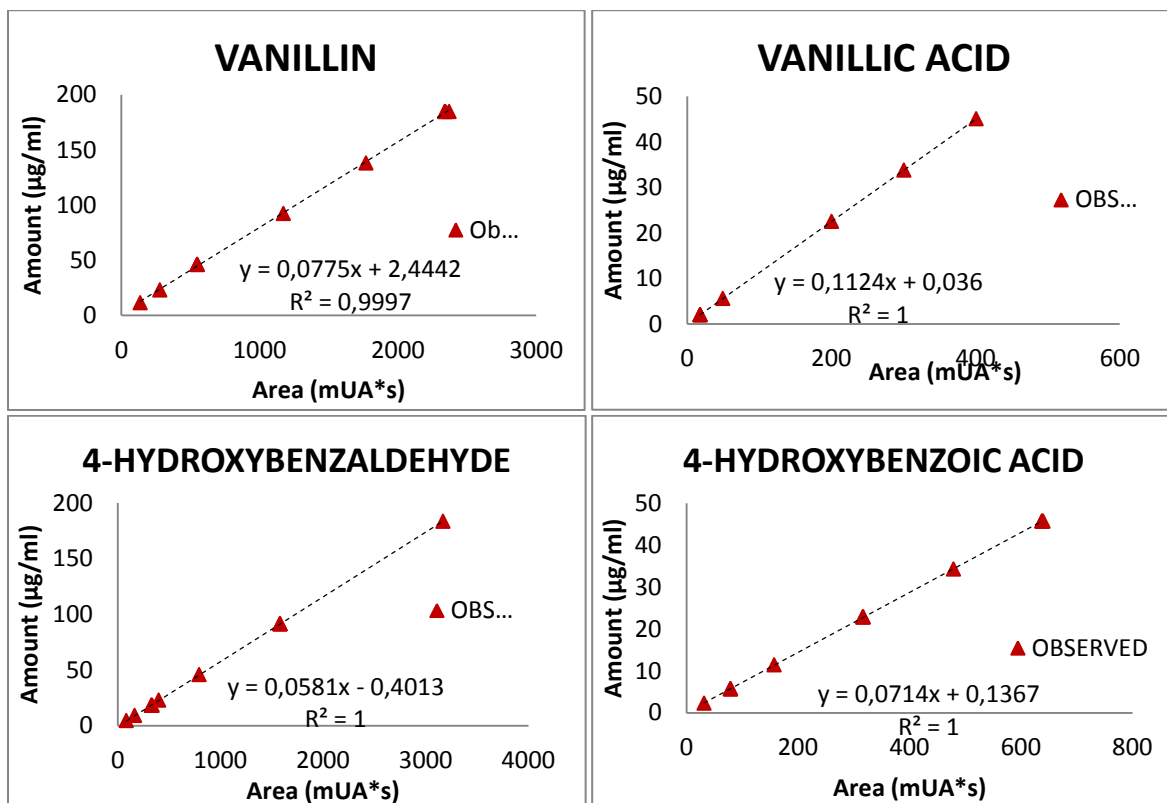 VANILLIN
Amount (µg/ml)
200
150
100
50
0
0
1000
2000
3000
Area (mUA*s)
Ob...
y = 0,0775x + 2,4442
R² = 0,9997
VANILLIC ACID
Amount (µg/ml)
50
40
30
20
10
0
0
200
400
600
Area (mUA*s)
OBS...
y = 0,1124x + 0,036
R² = 1
4-HYDROXYBENZALDEHYDE
Amount (µg/ml)
200
150
100
50
0
0
1000
2000
3000
4000
Area (mUA*s)
OBS...
y = 0,0581x - 0,4013
R² = 1
4-HYDROXYBENZOIC ACID
Amount (µg/ml)
50
40
30
20
10
0
0
200
400
600
800
Area (mUA*s)
OBSERVED
y = 0,0714x + 0,1367
R² = 1